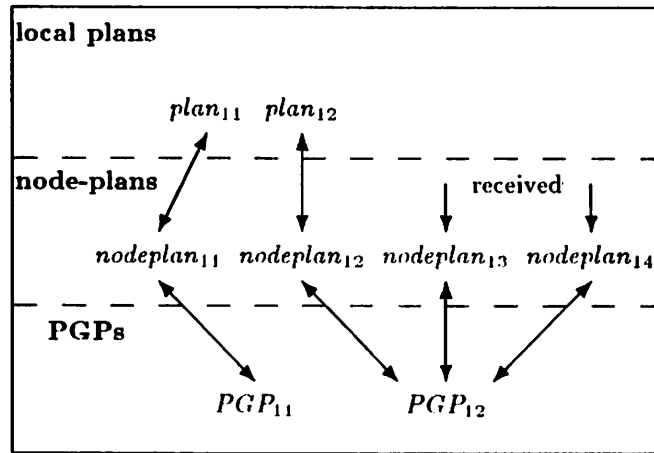 local plans
plan₁₁ plan₁₂
node-plans
received
nodeplan₁₁ nodeplan₁₂ nodeplan₁₃ nodeplan₁₄
PGPs
PGP₁₁ PGP₁₂